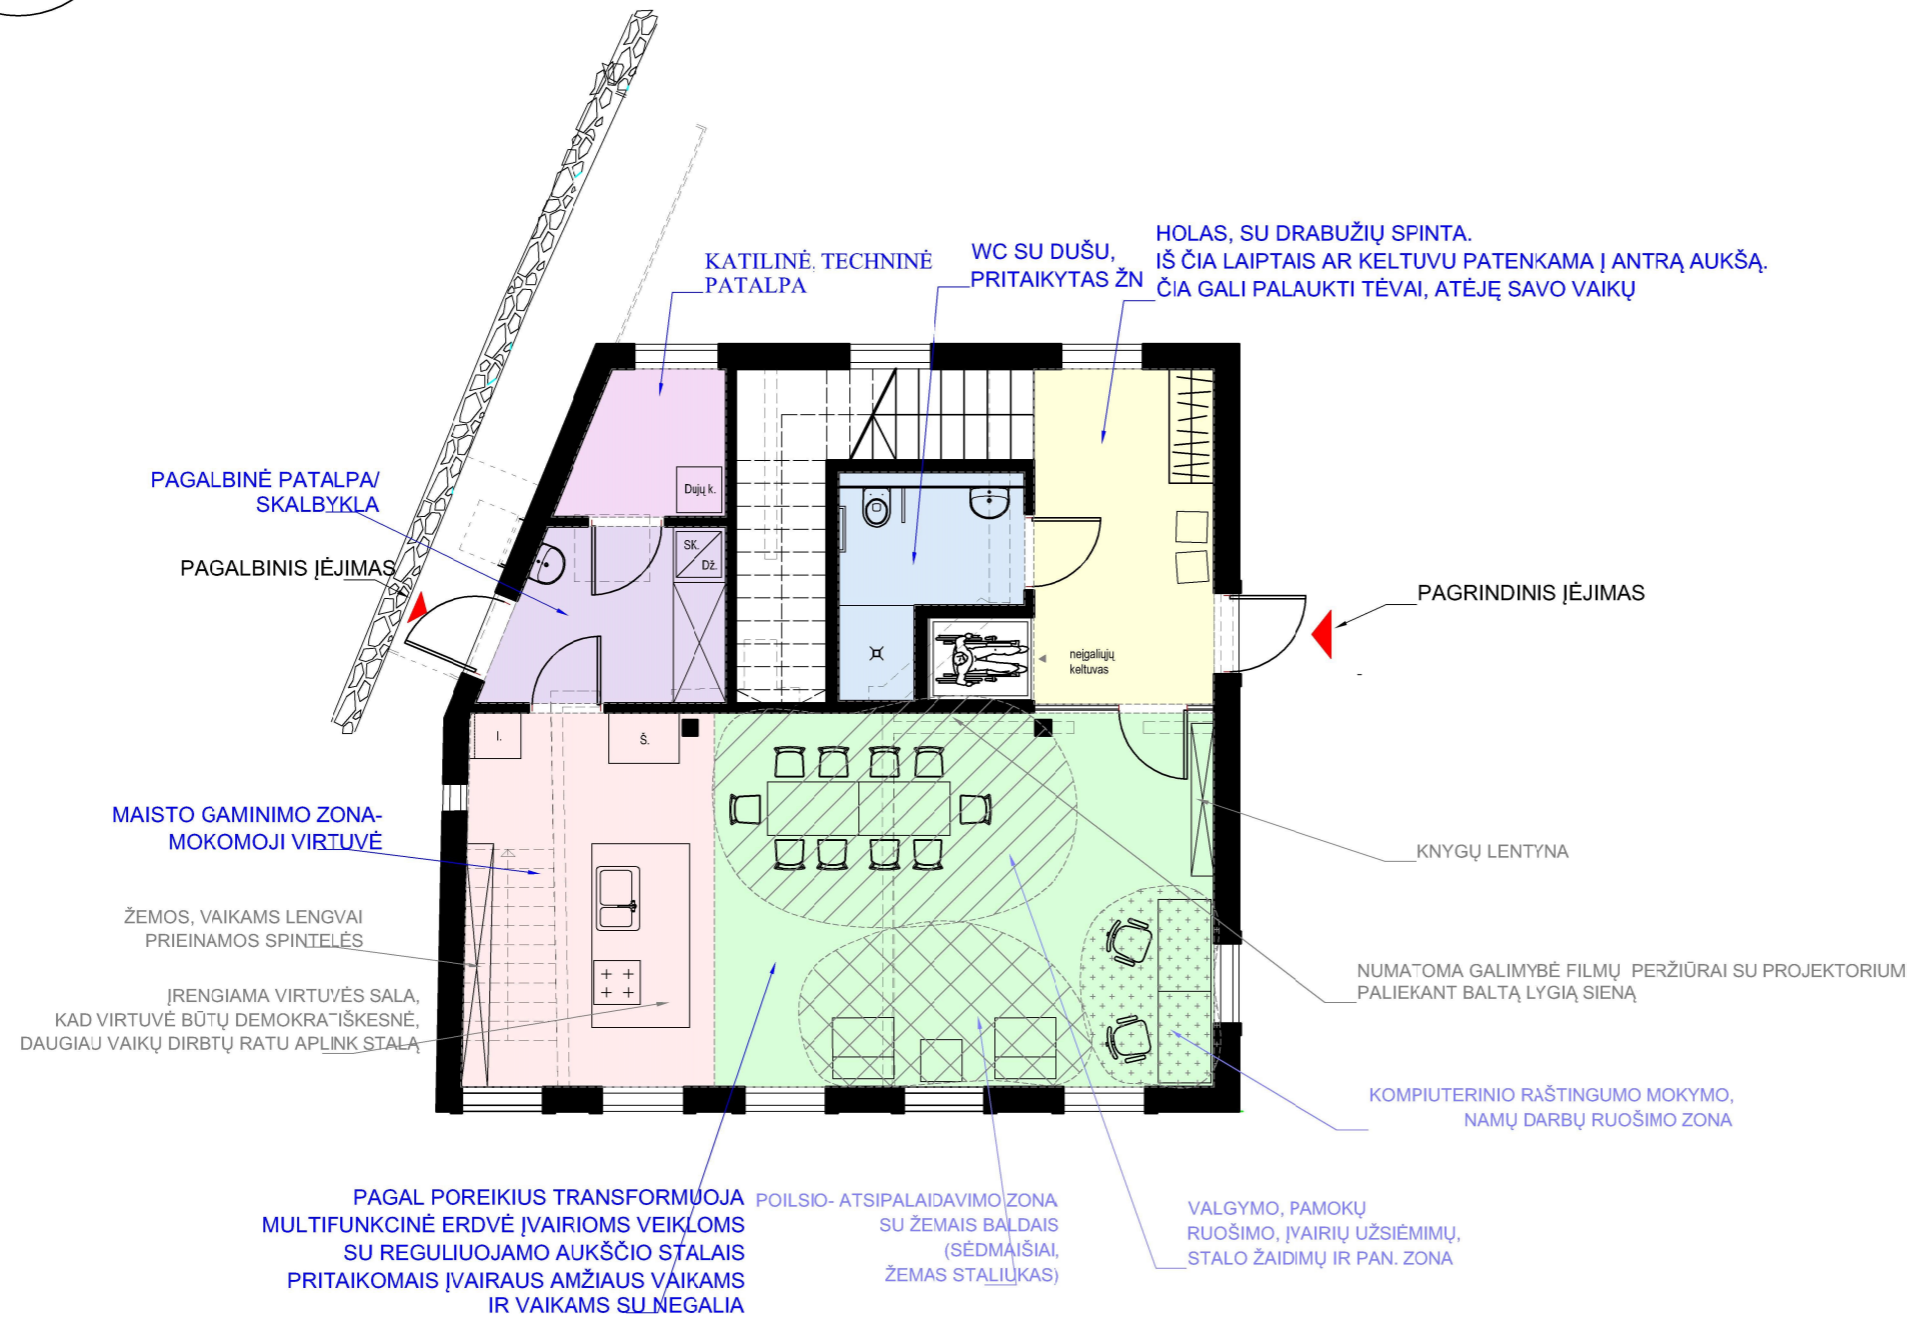 KATILINĖ, TECHNINĖ
PATALPA
WC SU DUŠU,
PRITAIKYTAS ŽN
HOLAS, SU DRABUŽIŲ SPINTA.
IŠ ČIA LAIPTAIS AR KELTUVU PATENKAMA Į ANTRĄ AUKŠĄ.
ČIA GALI PALAUKTI TĖVAI, ATĖJĘ SAVO VAIKŲ
PAGALBINĖ PATALPA/
SKALBYKLA
PAGALBINIS ĮĖJIMAS
Dujų k.
SK.
Dž.
neįgaliųjų
keltuvas
PAGRINDINIS ĮĖJIMAS
I.
Š.
MAISTO GAMINIMO ZONA-
MOKOMOJI VIRTUVĖ
KNYGŲ LENTYNA
ŽEMOS, VAIKAMS LENGVAI
PRIEINAMOS SPINTELĖS
ĮRENGIAMA VIRTUVĖS SALA,
KAD VIRTUVĖ BŪTŲ DEMOKRATIŠKESNĖ,
DAUGIAU VAIKŲ DIRBTŲ RATU APLINK STALĄ
NUMATOMA GALIMYBĖ FILMŲ PERŽIŪRAI SU PROJEKTORIUM
PALIEKANT BALTĄ LYGIĄ SIENĄ
KOMPIUTERINIO RAŠTINGUMO MOKYMO,
NAMŲ DARBŲ RUOŠIMO ZONA
PAGAL POREIKIUS TRANSFORMUOJA
MULTIFUNKCINĖ ERDVĖ ĮVAIRIOMS VEIKLOMS
SU REGULIUOJAMO AUKŠČIO STALAIS
PRITAIKOMAIS ĮVAIRAUS AMŽIAUS VAIKAMS
IR VAIKAMS SU NEGALIA
POILSIO- ATSIPALAIDAVIMO ZONA
SU ŽEMAIS BALDAIS
(SĖDMAIŠIAI,
ŽEMAS STALIUKAS)
VALGYMO, PAMOKŲ
RUOŠIMO, ĮVAIRIŲ UŽSIĖMIMŲ,
STALO ŽAIDIMŲ IR PAN. ZONA